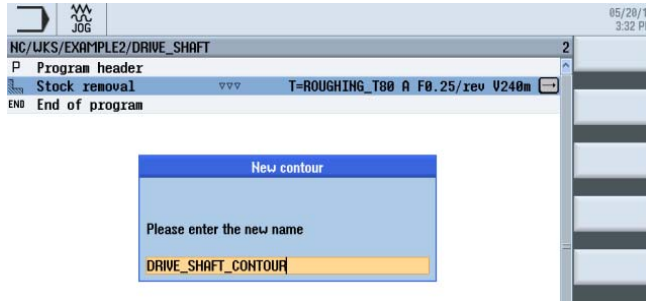 05/20/1
JOG
3:32 P
NC/WKS/EXAMPLE2/DRIVE_SHAFT 2
P Program header
Stock removal ▽▽▽ T=ROUGHING_T80 A F0.25/rev V240m
END End of program
New contour
Please enter the new name
DRIVE_SHAFT_CONTOUR